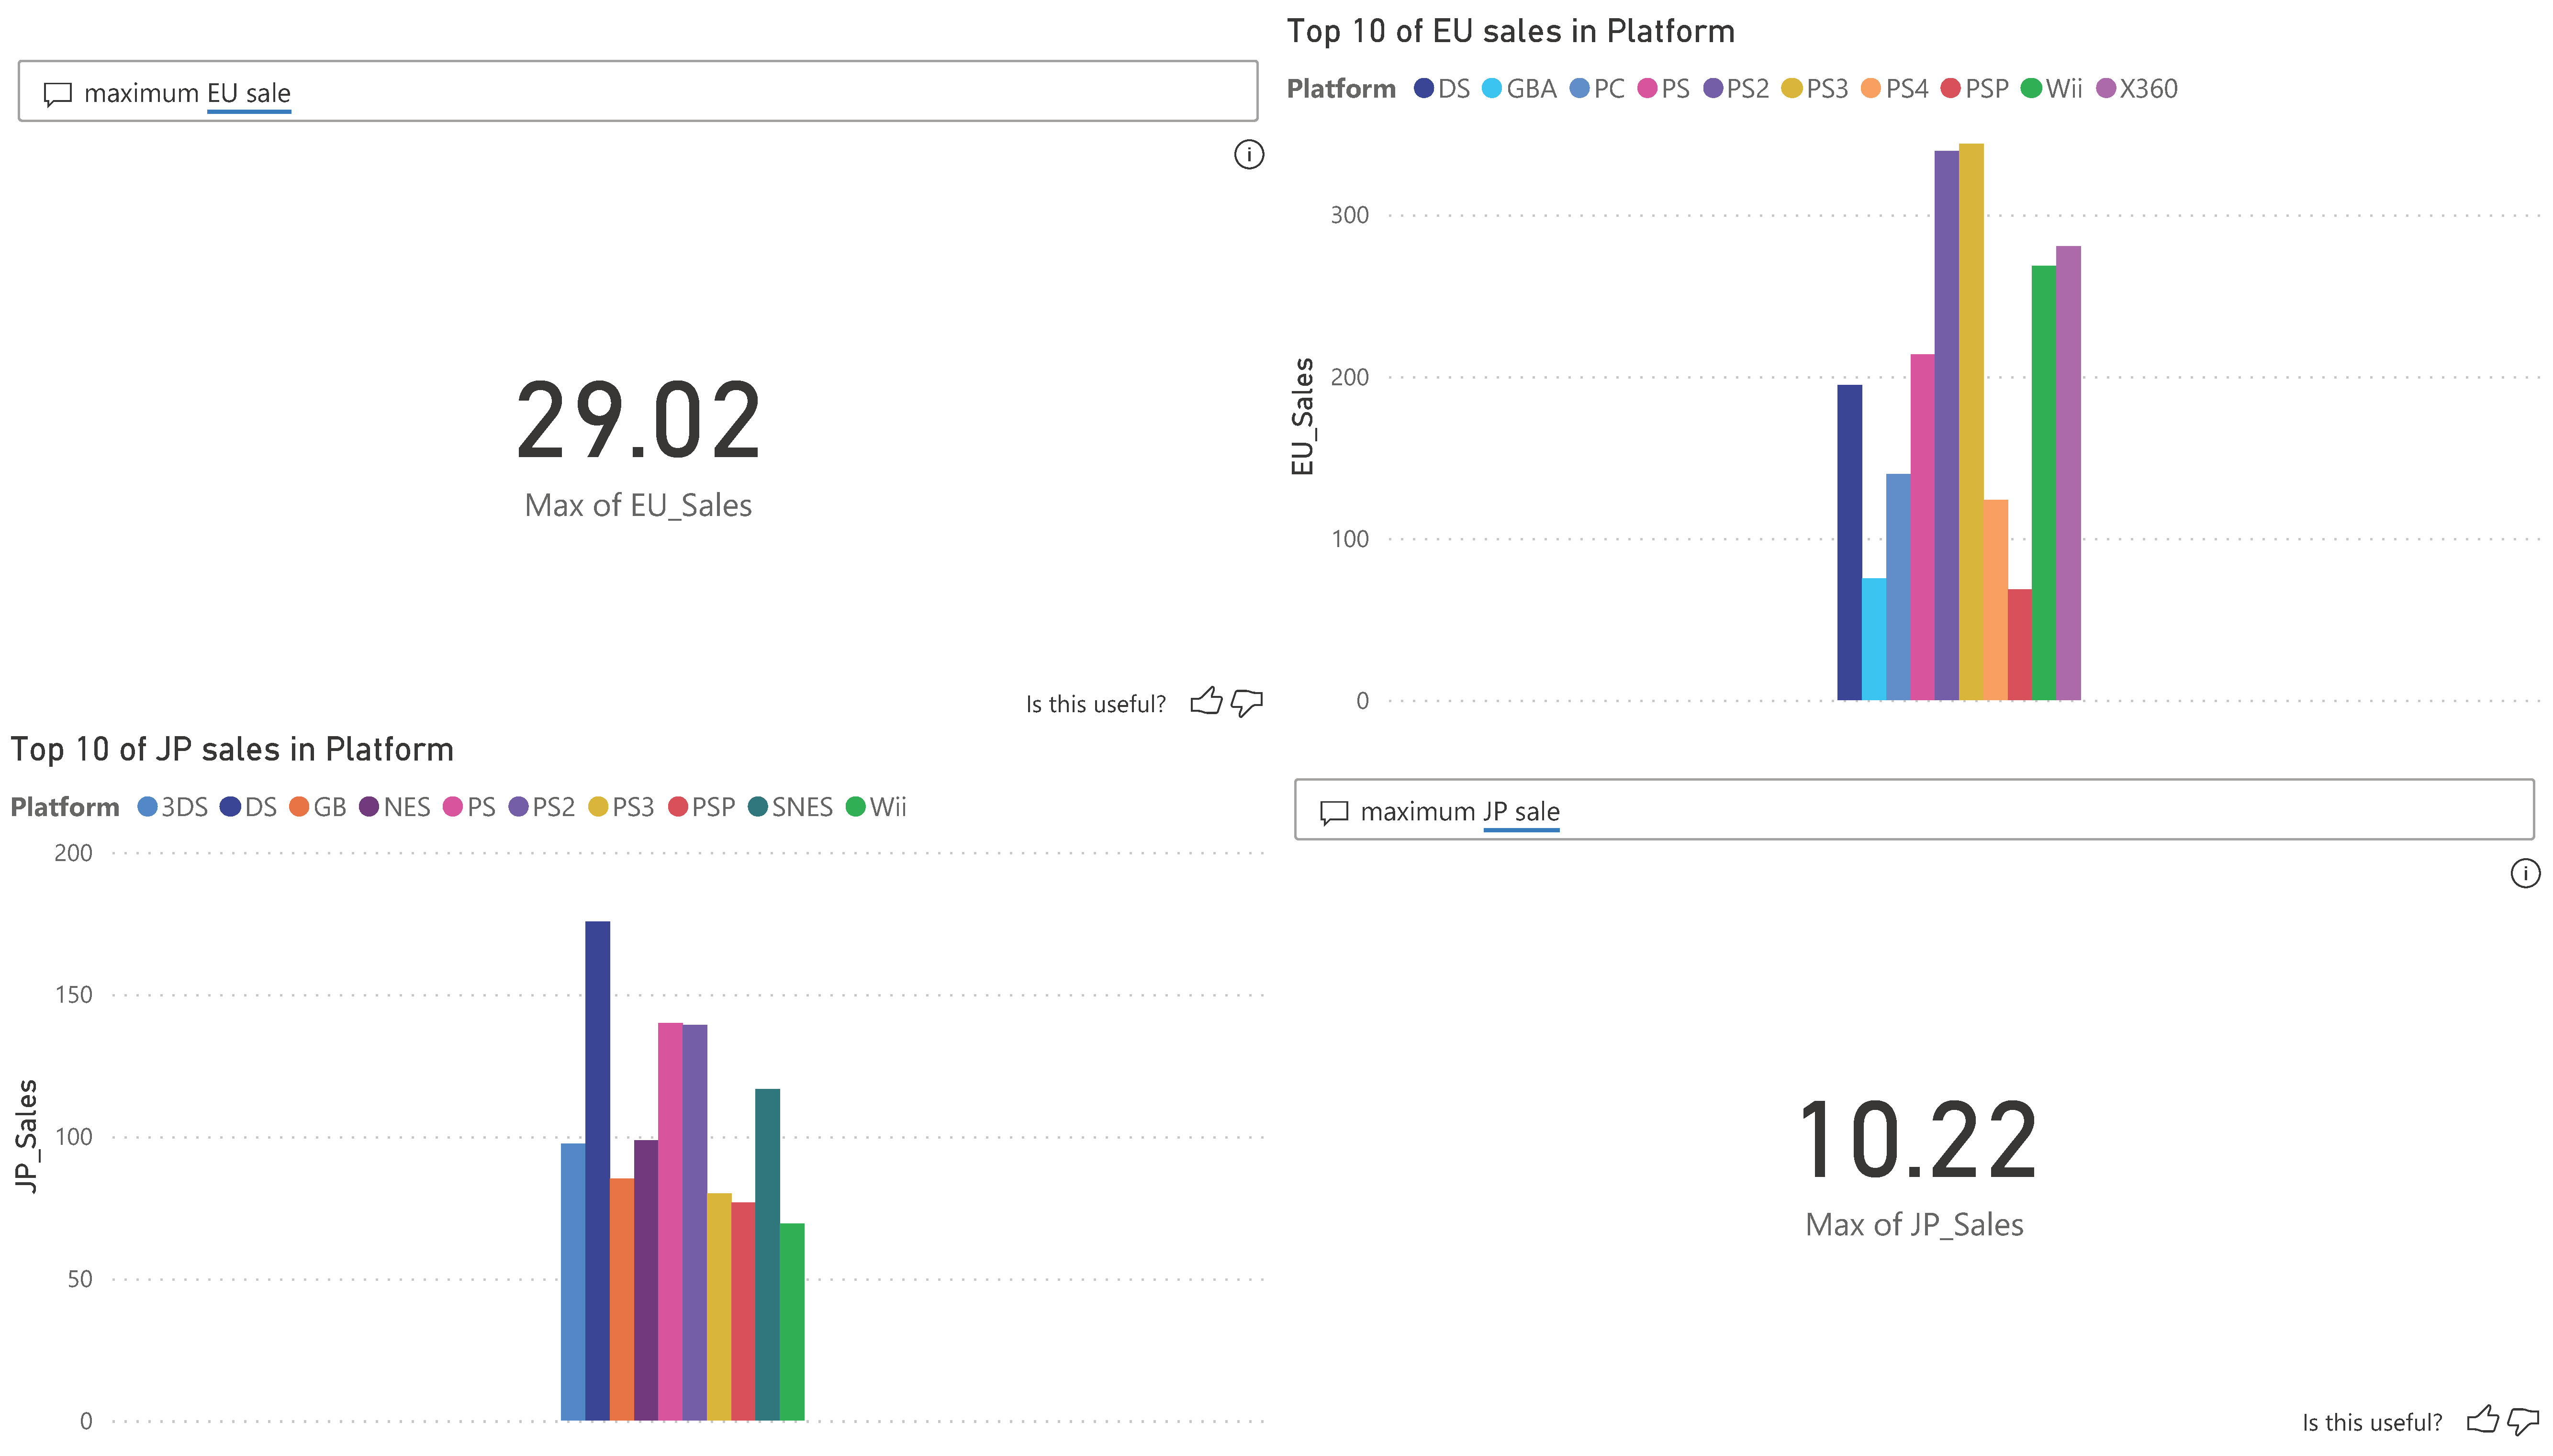 maximum EU sale
29.02
Max of EU_Sales
Is this useful?
Top 10 of EU sales in Platform
Platform DS GBA PC PS PS2 PS3 PS4 PSP Wii X360
EU_Sales
300
200
100
0
Top 10 of JP sales in Platform
Platform 3DS DS GB NES PS PS2 PS3 PSP SNES Wii
JP_Sales
200
150
100
50
0
maximum JP sale
10.22
Max of JP_Sales
Is this useful?